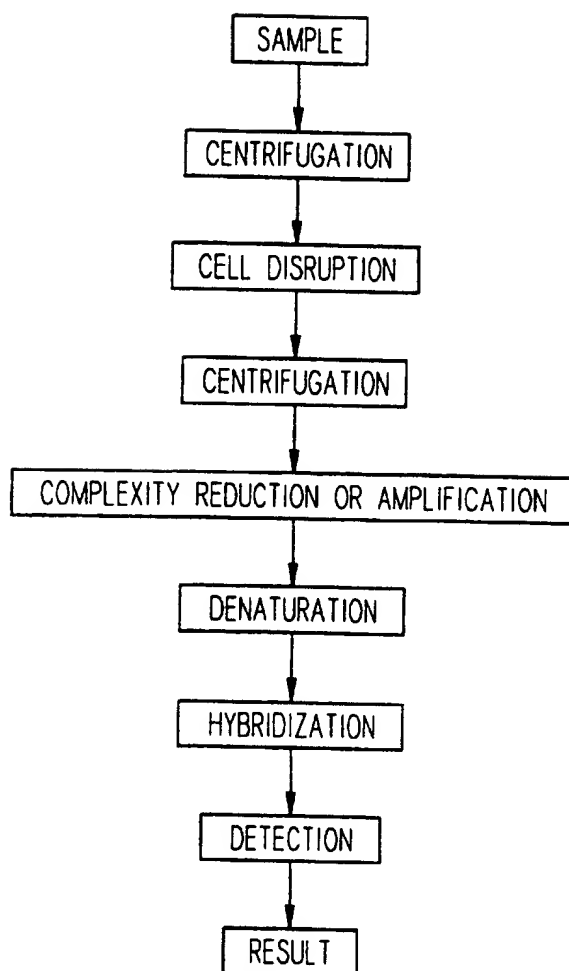 SAMPLE
CENTRIFUGATION
CELL DISRUPTION
CENTRIFUGATION
COMPLEXITY REDUCTION OR AMPLIFICATION
DENATURATION
HYBRIDIZATION
DETECTION
RESULT